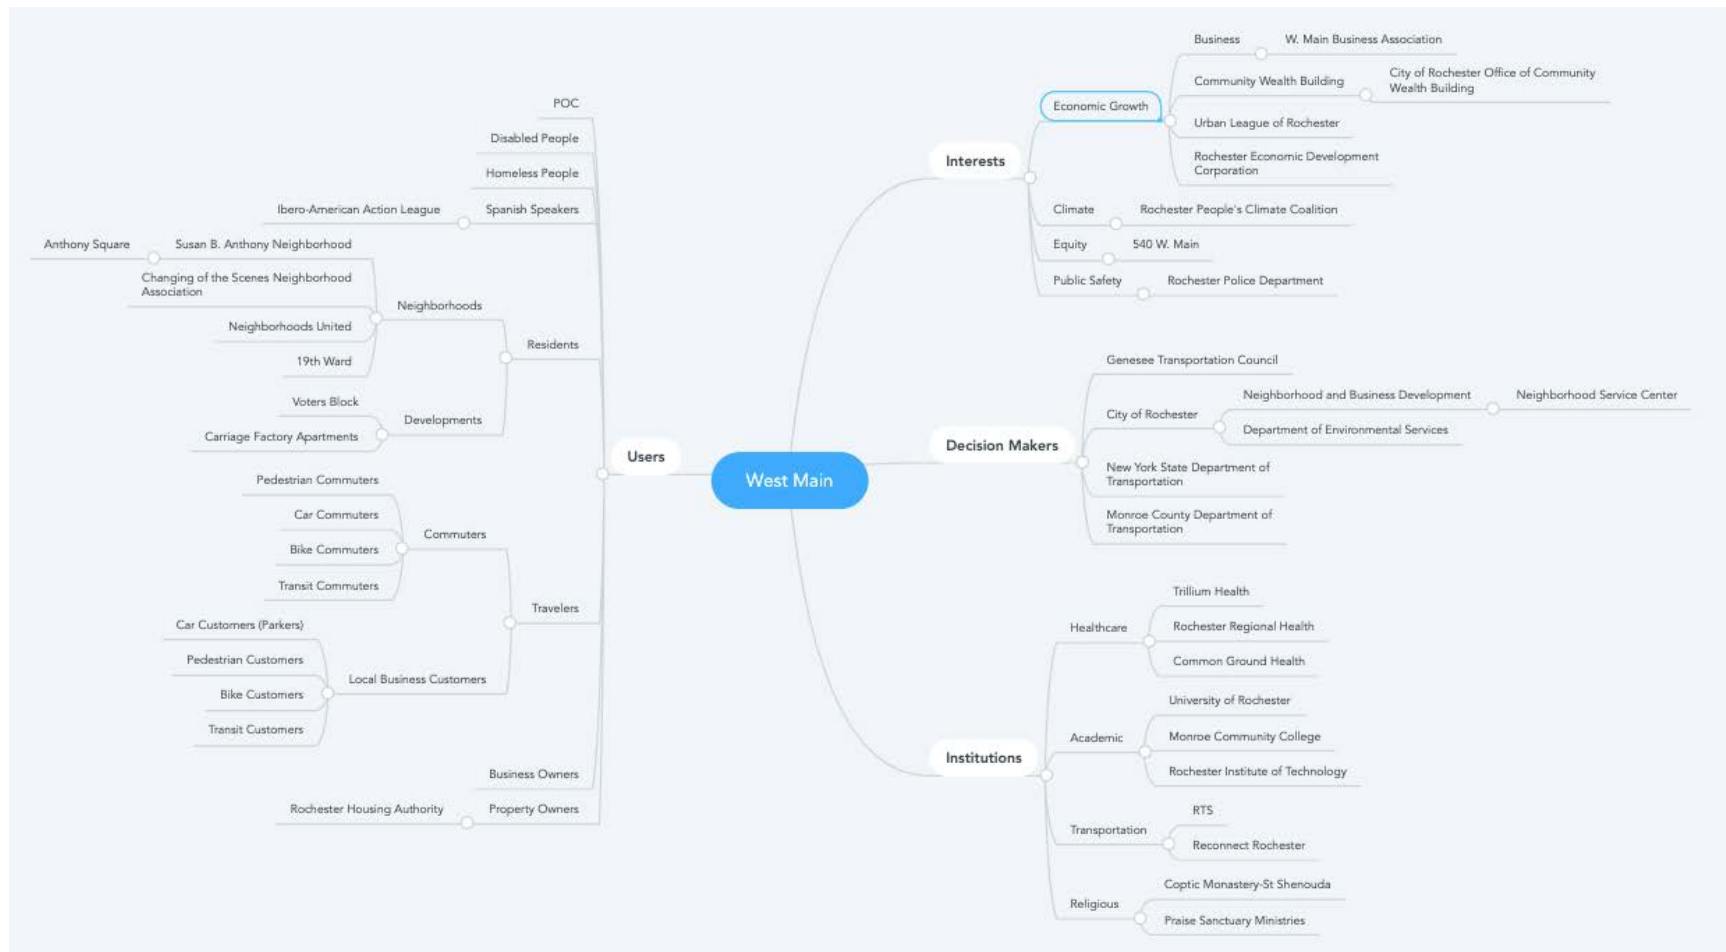 West Main
Users
POC
Disabled People
Homeless People
Spanish Speakers
Ibero-American Action League
Residents
Neighborhoods
Susan B. Anthony Neighborhood
Anthony Square
Changing of the Scenes Neighborhood
Association
Neighborhoods United
19th Ward
Developments
Voters Block
Carriage Factory Apartments
Travelers
Commuters
Pedestrian Commuters
Car Commuters
Bike Commuters
Transit Commuters
Local Business Customers
Car Customers (Parkers)
Pedestrian Customers
Bike Customers
Transit Customers
Business Owners
Property Owners
Rochester Housing Authority
Interests
Economic Growth
Business
W. Main Business Association
Community Wealth Building
City of Rochester Office of Community
Wealth Building
Urban League of Rochester
Rochester Economic Development
Corporation
Climate
Rochester People's Climate Coalition
Equity
540 W. Main
Public Safety
Rochester Police Department
Decision Makers
Genesee Transportation Council
City of Rochester
Neighborhood and Business Development
Neighborhood Service Center
Department of Environmental Services
New York State Department of
Transportation
Monroe County Department of
Transportation
Institutions
Healthcare
Trillium Health
Rochester Regional Health
Common Ground Health
Academic
University of Rochester
Monroe Community College
Rochester Institute of Technology
Transportation
RTS
Reconnect Rochester
Religious
Coptic Monastery-St Shenouda
Praise Sanctuary Ministries